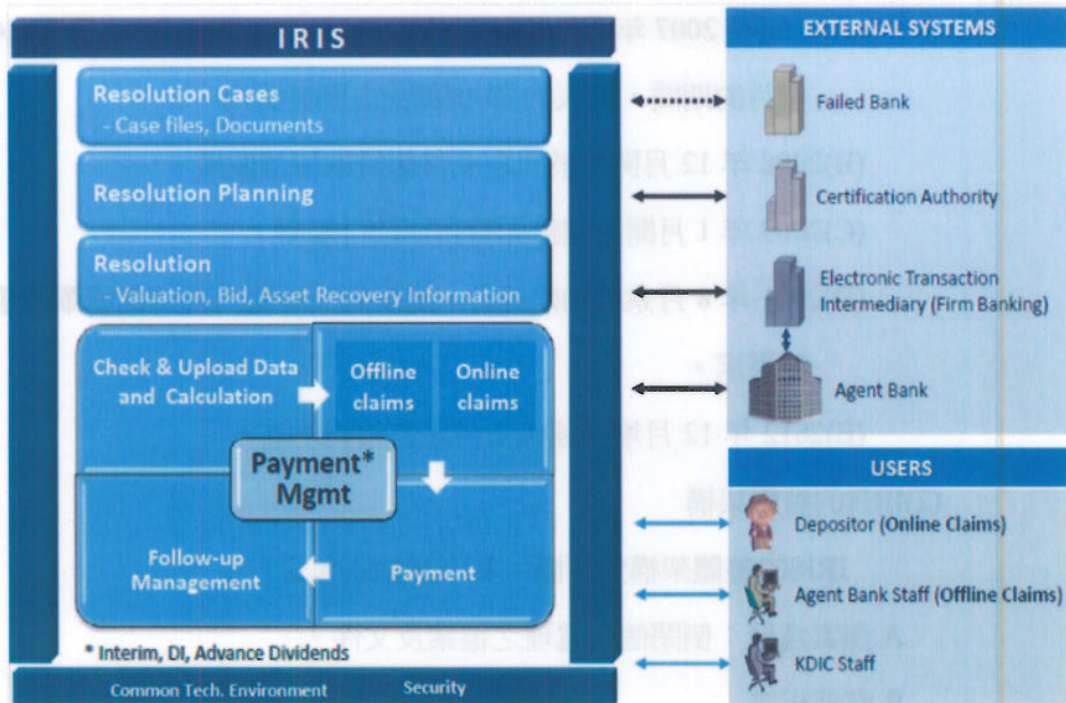 IRIS
Resolution Cases
- Case files, Documents
Resolution Planning
Resolution
- Valuation, Bid, Asset Recovery Information
Check & Upload Data
and Calculation
Offline
claims
Online
claims
Payment*
Mgmt
Follow-up
Management
Payment
* Interim, DI, Advance Dividends
Common Tech. Environment
Security
EXTERNAL SYSTEMS
Failed Bank
Certification Authority
Electronic Transaction
Intermediary (Firm Banking)
Agent Bank
USERS
Depositor (Online Claims)
Agent Bank Staff (Offline Claims)
KDIC Staff